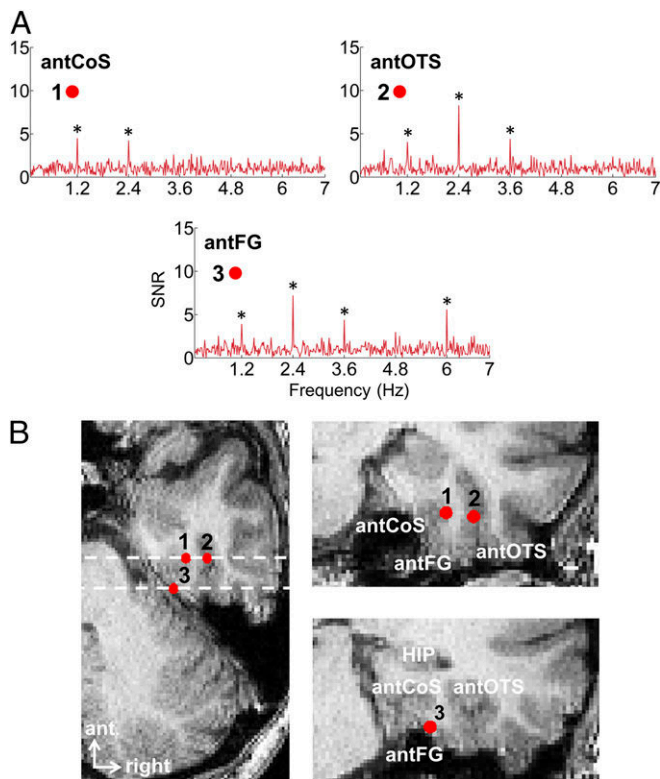 A
15
10
5
0
antCoS
1
*
*
1.2 2.4 3.6 4.8 6 7
15
10
5
0
antOTS
2
*
*
*
1.2 2.4 3.6 4.8 6 7
15
10
5
0
SNR
antFG
3
*
*
*
*
1.2 2.4 3.6 4.8 6 7
Frequency (Hz)
B
1 2
3
ant.
right
1 2
antCoS
antOTS
antFG
HIP
antCoS antOTS
3
antFG